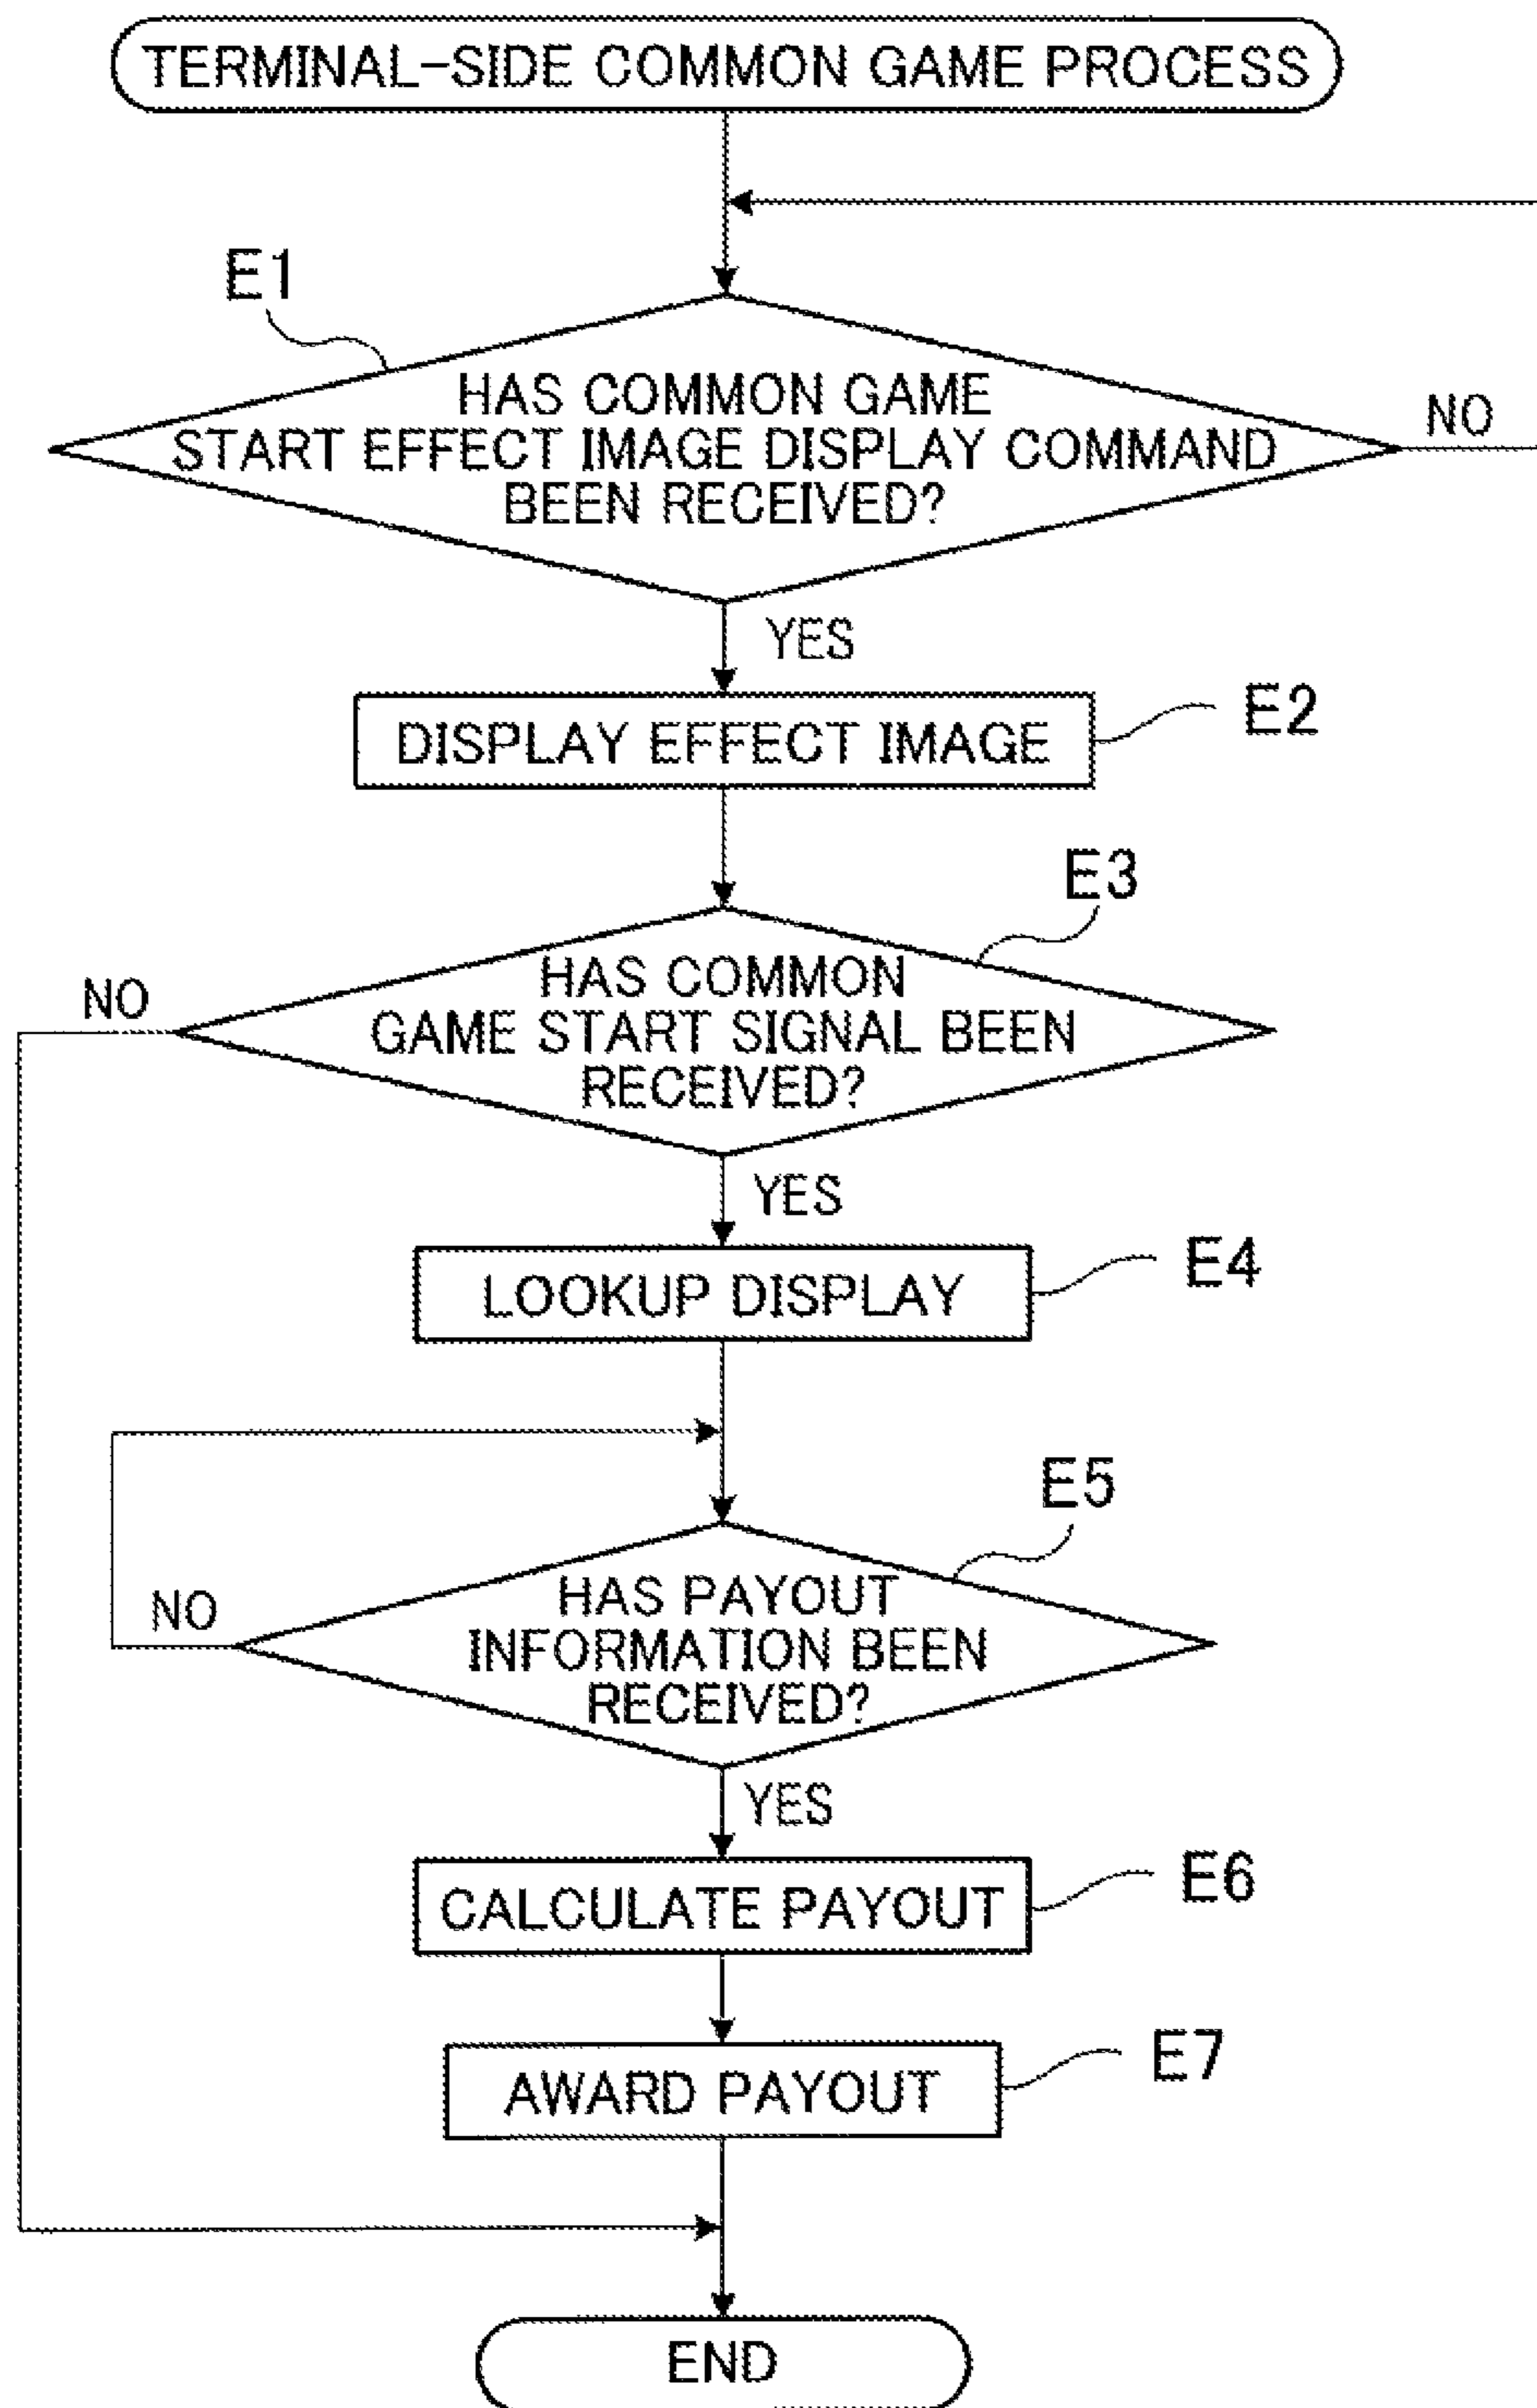 TERMINAL-SIDE COMMON GAME PROCESS
E1
HAS COMMON GAME
START EFFECT IMAGE DISPLAY COMMAND
BEEN RECEIVED?
NO
YES
DISPLAY EFFECT IMAGE
E2
E3
HAS COMMON
GAME START SIGNAL BEEN
RECEIVED?
NO
YES
LOOKUP DISPLAY
E4
E5
HAS PAYOUT
INFORMATION BEEN
RECEIVED?
NO
YES
CALCULATE PAYOUT
E6
AWARD PAYOUT
E7
END